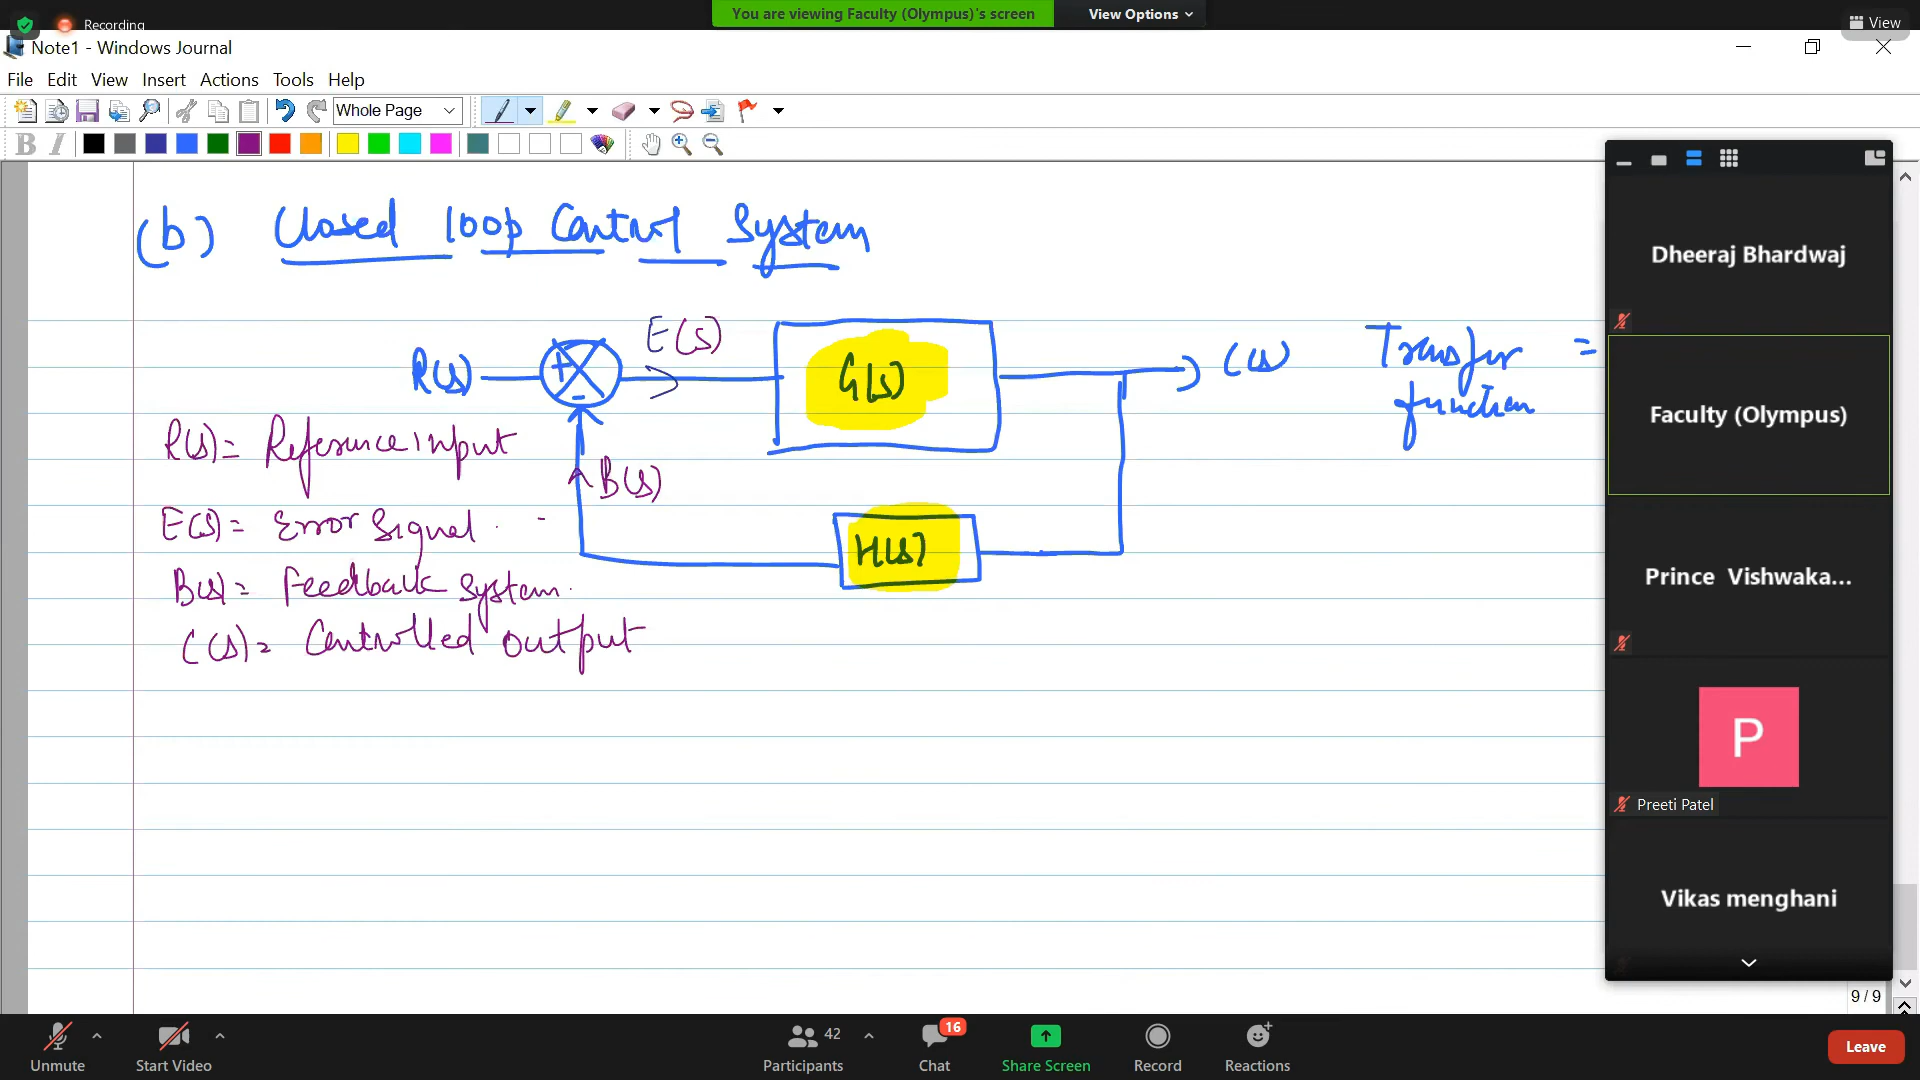 Recording
You are viewing Faculty (Olympus)'s screen
View Options
View
Note1 - Windows Journal
File Edit View Insert Actions Tools Help
Whole Page
B I
(b) Closed loop Control System
E(s)
R(s) + G(s) C(s) Transfer =
-
function
R(s) = Reference input
B(s)
E(s) = Error Signal
H(s)
B(s) = Feedback System.
C(s) = Controlled output
Dheeraj Bhardwaj
Faculty (Olympus)
Prince Vishwaka...
P
Preeti Patel
Vikas menghani
9 / 9
Unmute
Start Video
Participants 42
Chat 16
Share Screen
Record
Reactions
Leave